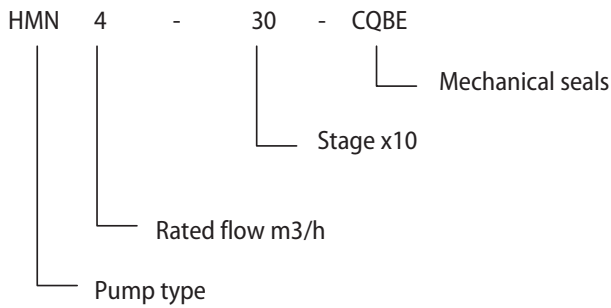 HMN 4 - 30 - CQBE
Mechanical seals
Stage x10
Rated flow m3/h
Pump type